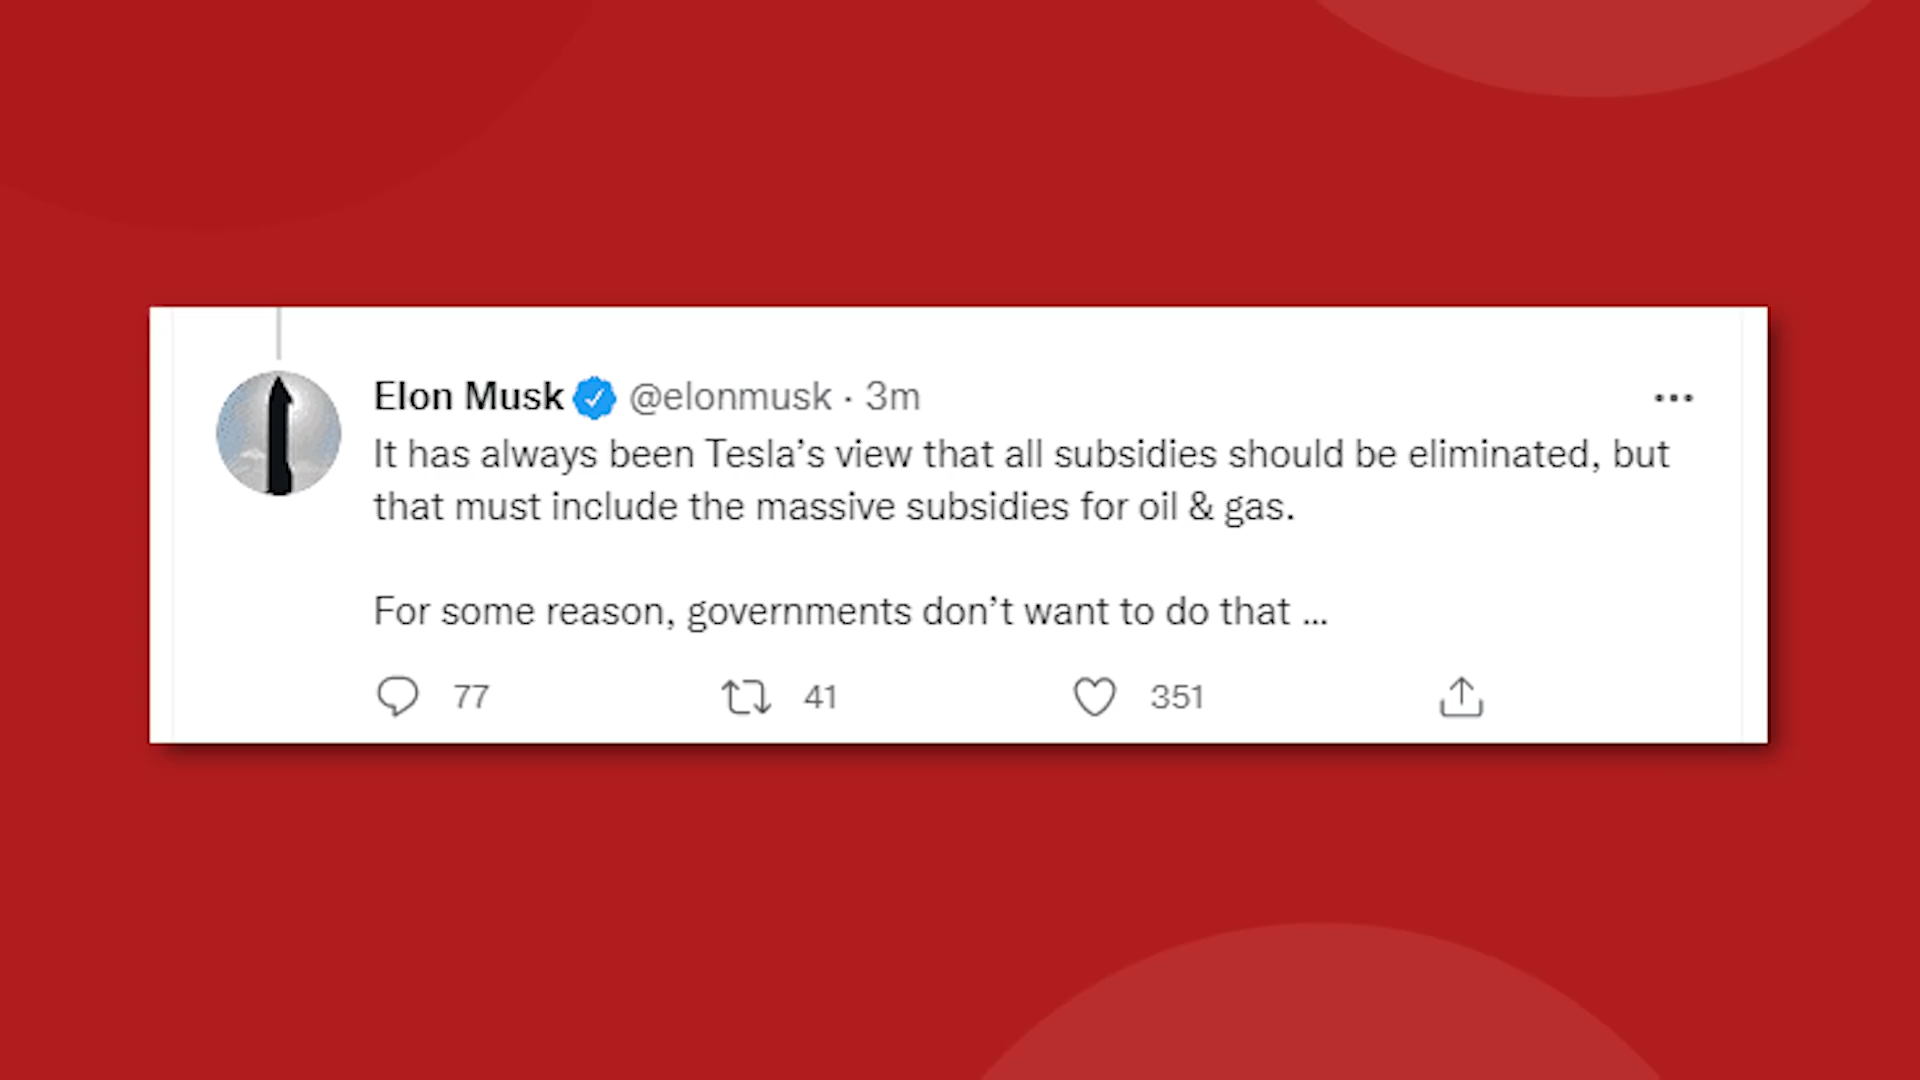 Elon Musk @elonmusk · 3m
It has always been Tesla’s view that all subsidies should be eliminated, but
that must include the massive subsidies for oil & gas.
For some reason, governments don’t want to do that ...
77 41 351